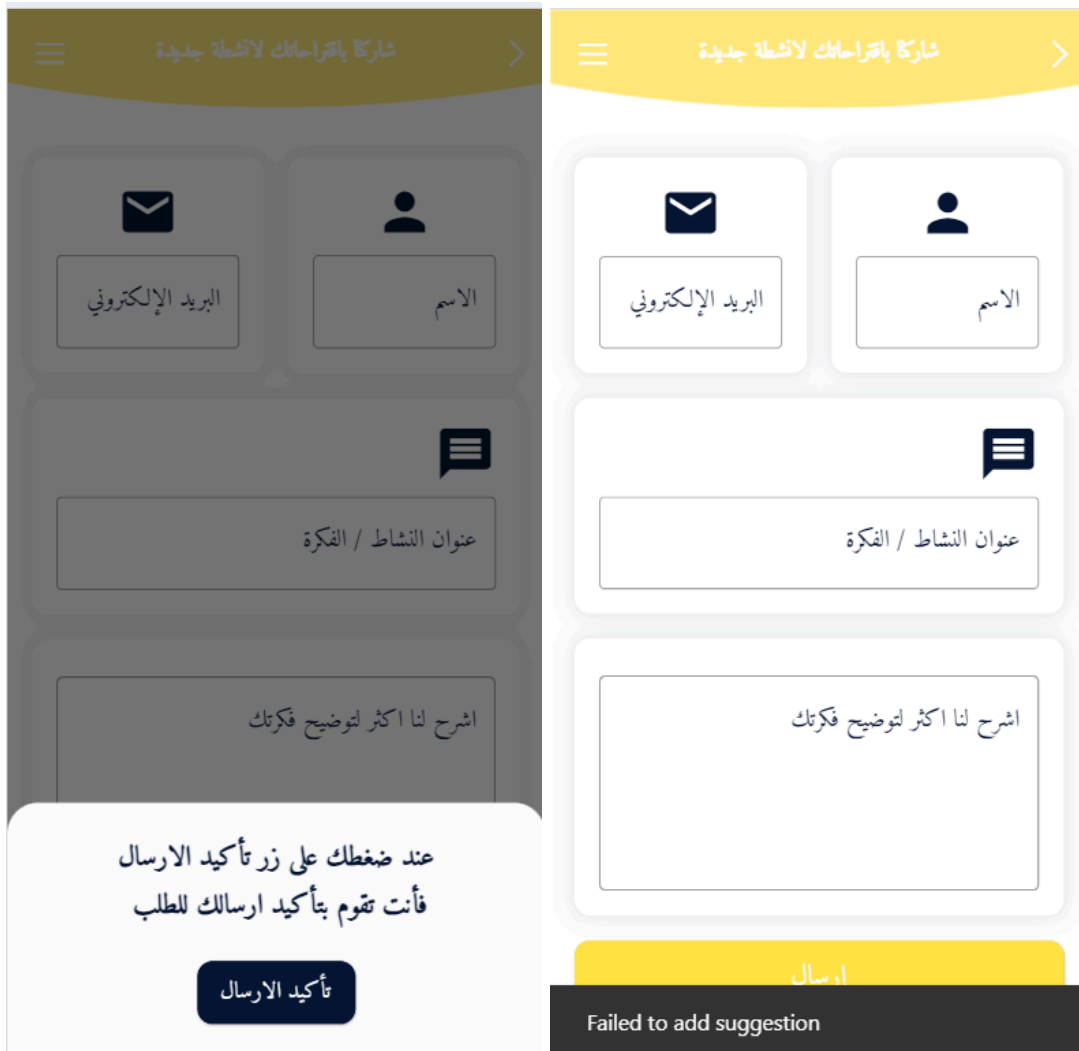 شاركنا باقتراحاتك لانشطة جديدة
الاسم
البريد الإلكتروني
عنوان النشاط / الفكرة
اشرح لنا اكثر لتوضيح فكرتك
عند ضغطك على زر تأكيد الارسال
فأنت تقوم بتأكيد ارسالك للطلب
تأكيد الارسال
شاركنا باقتراحاتك لانشطة جديدة
الاسم
البريد الإلكتروني
عنوان النشاط / الفكرة
اشرح لنا اكثر لتوضيح فكرتك
ارسال
Failed to add suggestion